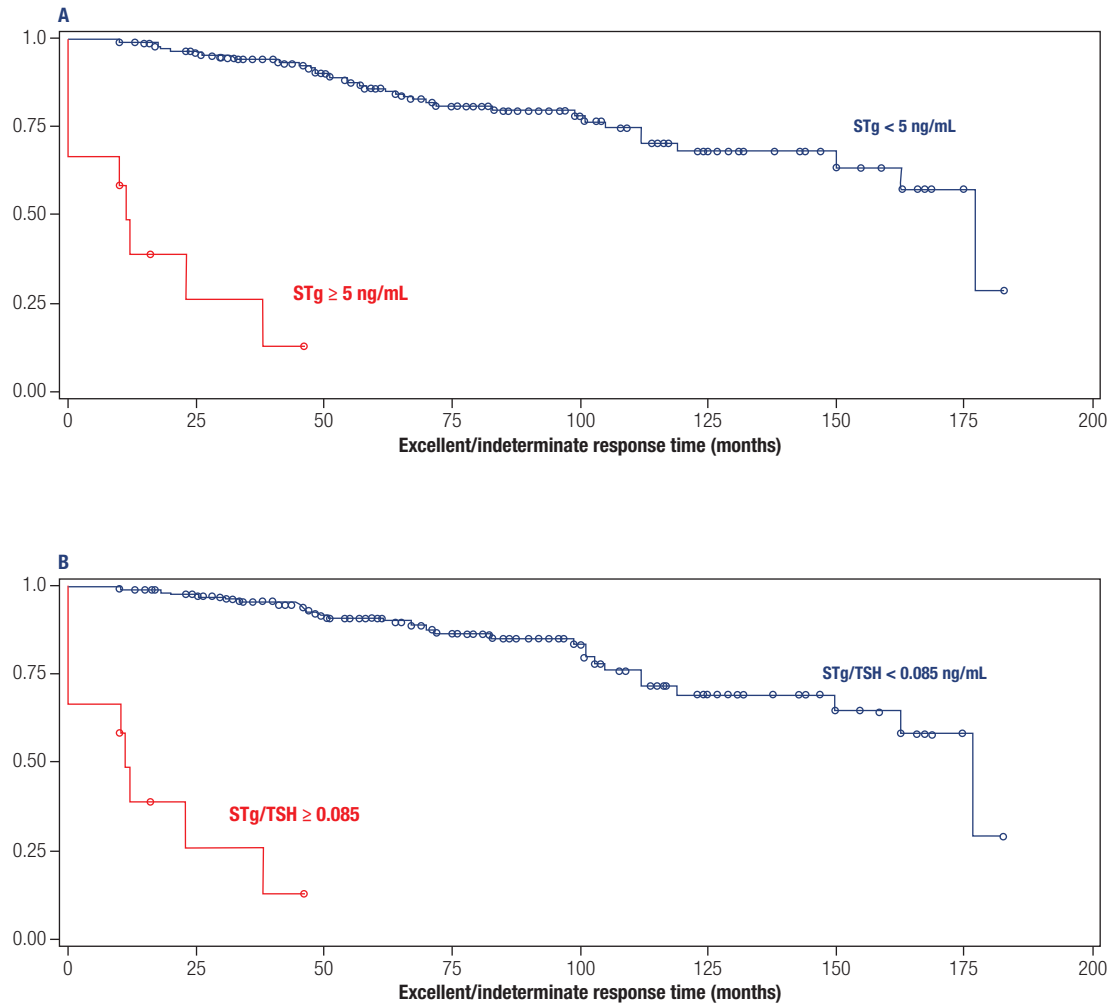 A
1.0
0.75
0.50
0.25
0.00
STg < 5 ng/mL
STg ≥ 5 ng/mL
0 25 50 75 100 125 150 175 200
Excellent/indeterminate response time (months)
B
1.0
0.75
0.50
0.25
0.00
STg/TSH < 0.085 ng/mL
STg/TSH ≥ 0.085
0 25 50 75 100 125 150 175 200
Excellent/indeterminate response time (months)